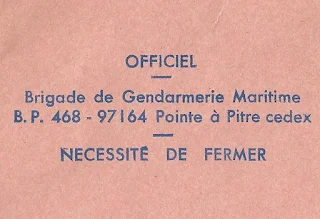 OFFICIEL
Brigade de Gendarmerie Maritime
B.P. 468 - 97164 Pointe à Pitre cedex
NECESSITÉ DE FERMER